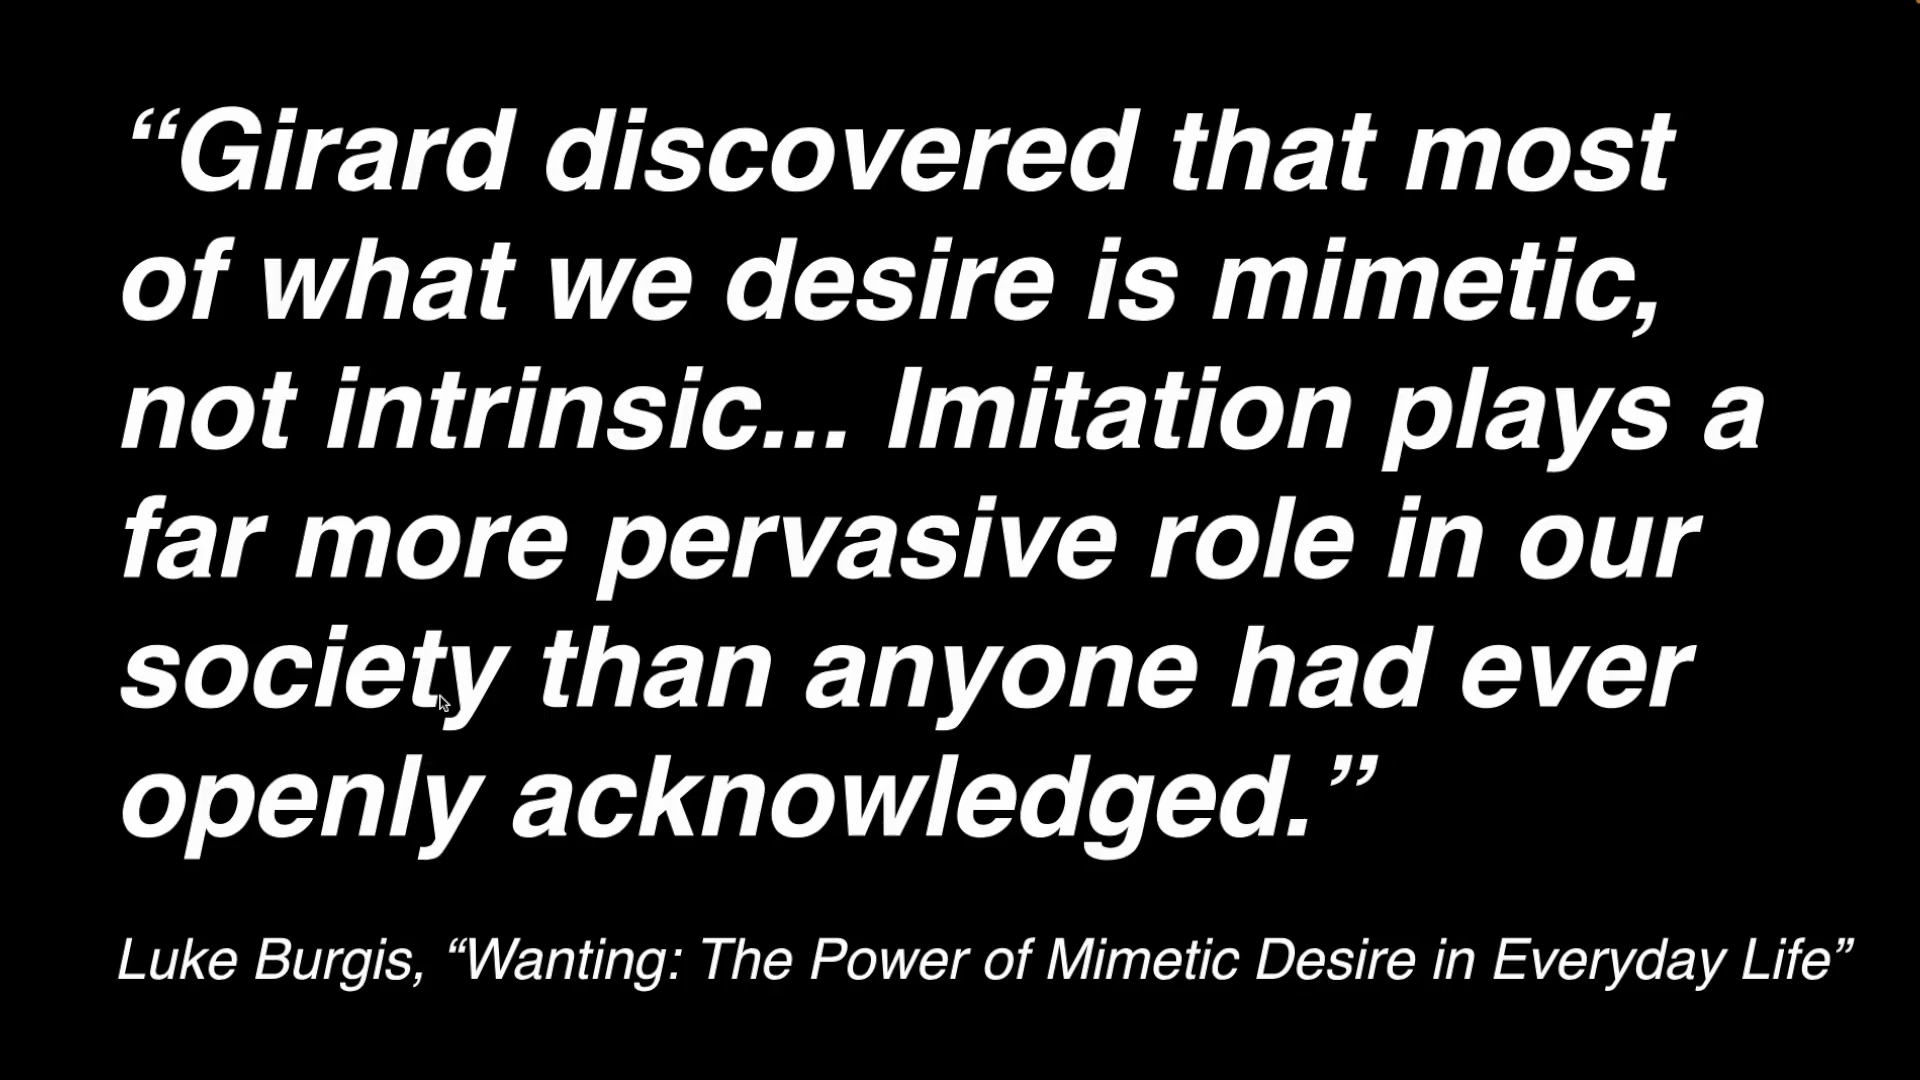 “Girard discovered that most
of what we desire is mimetic,
not intrinsic... Imitation plays a
far more pervasive role in our
society than anyone had ever
openly acknowledged.”
Luke Burgis, “Wanting: The Power of Mimetic Desire in Everyday Life”